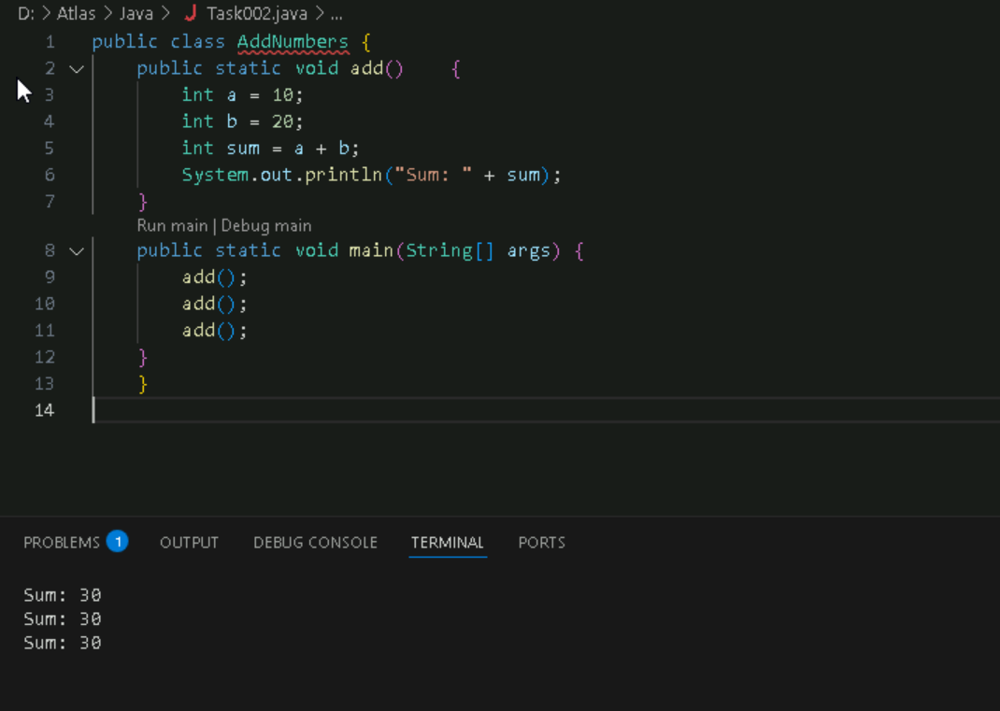 D: > Atlas > Java > J Task002.java > ...
1 public class AddNumbers {
2 public static void add()    {
3 int a = 10;
4 int b = 20;
5 int sum = a + b;
6 System.out.println("Sum: " + sum);
7 }
Run main | Debug main
8 public static void main(String[] args) {
9 add();
10 add();
11 add();
12 }
13 }
14
PROBLEMS 1 OUTPUT DEBUG CONSOLE TERMINAL PORTS
Sum: 30
Sum: 30
Sum: 30